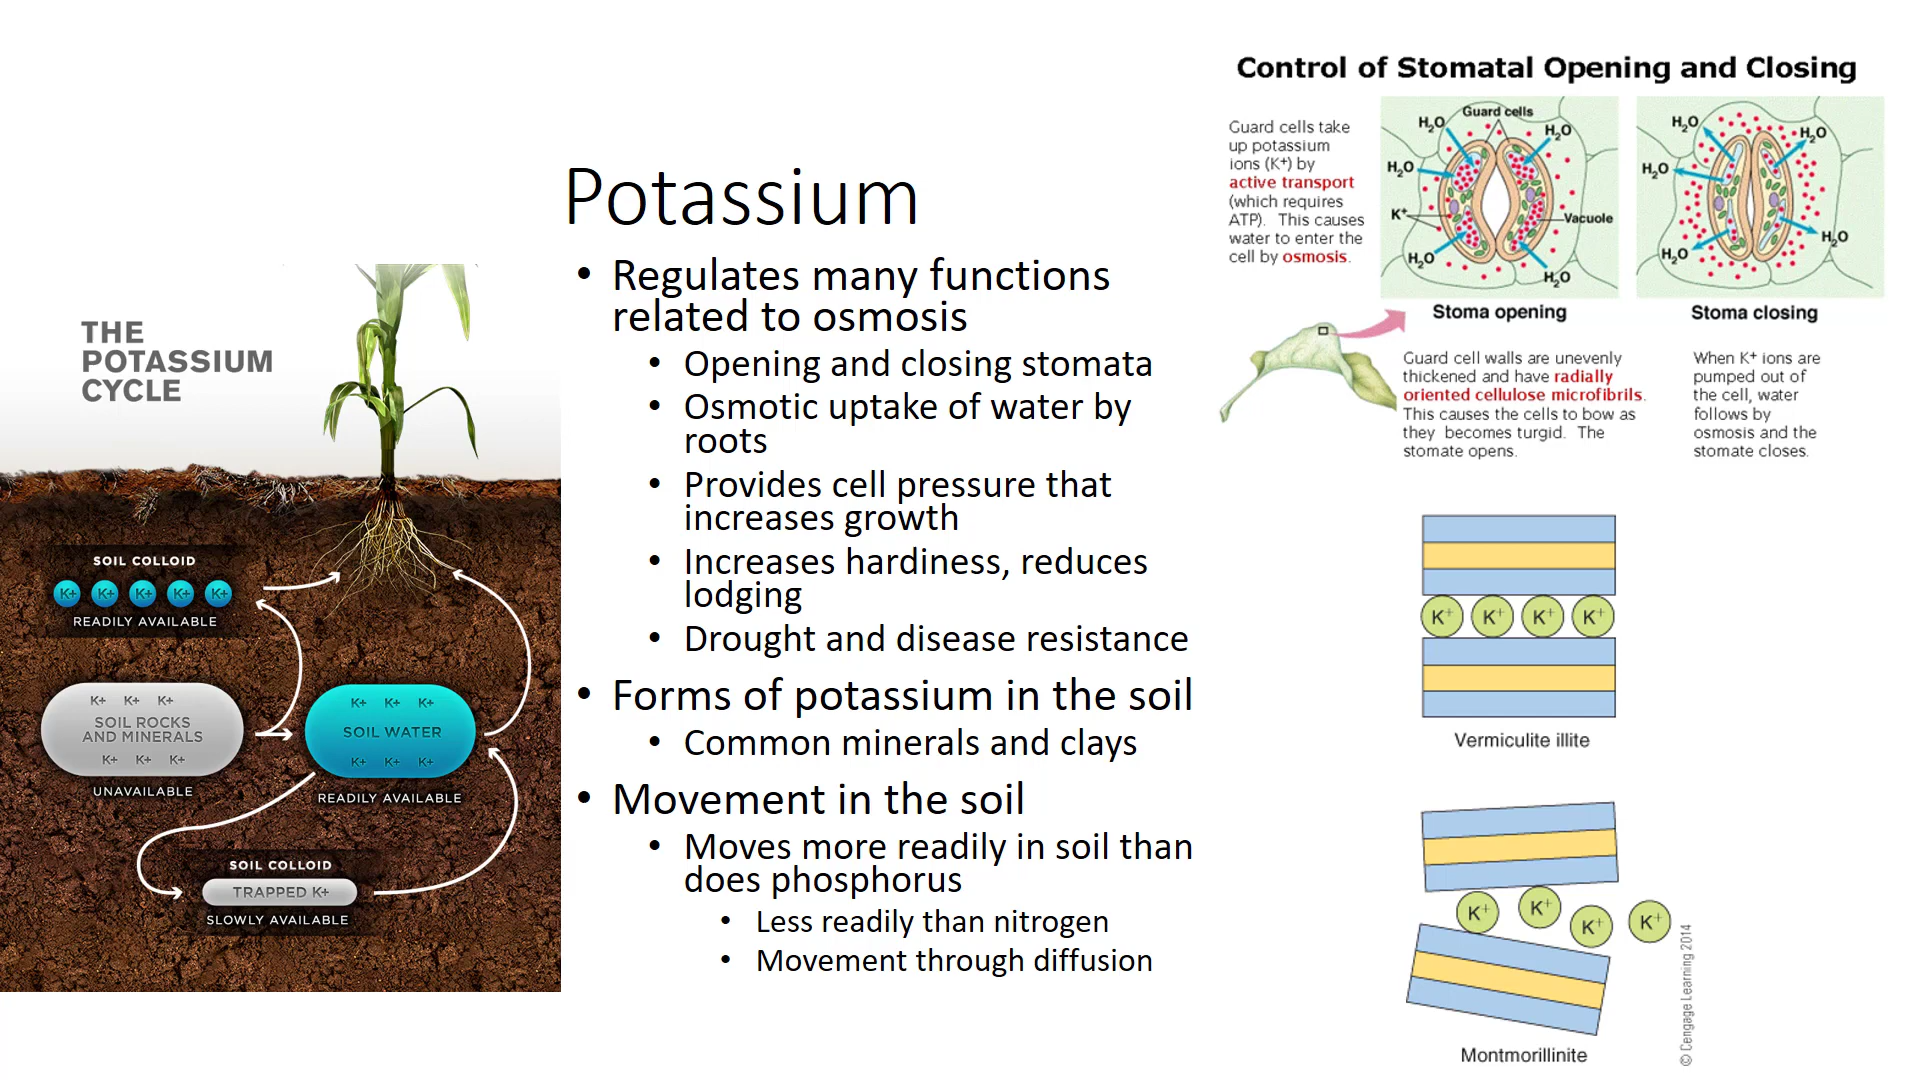 Potassium
• Regulates many functions
related to osmosis
• Opening and closing stomata
• Osmotic uptake of water by
roots
• Provides cell pressure that
increases growth
• Increases hardiness, reduces
lodging
• Drought and disease resistance
• Forms of potassium in the soil
• Common minerals and clays
• Movement in the soil
• Moves more readily in soil than
does phosphorus
• Less readily than nitrogen
• Movement through diffusion
THE
POTASSIUM
CYCLE
SOIL COLLOID
K+ K+ K+ K+ K+
READILY AVAILABLE
K+ K+ K+
SOIL ROCKS
AND MINERALS
K+ K+ K+
UNAVAILABLE
K+ K+ K+
SOIL WATER
K+ K+ K+
READILY AVAILABLE
SOIL COLLOID
TRAPPED K+
SLOWLY AVAILABLE
Control of Stomatal Opening and Closing
Guard cells take
up potassium
ions (K⁺) by
active transport
(which requires
ATP). This causes
water to enter the
cell by osmosis.
Guard cells
H₂O
H₂O
H₂O
K⁺
Vacuole
H₂O
H₂O
Stoma opening
H₂O
H₂O
H₂O
H₂O
H₂O
Stoma closing
Guard cell walls are unevenly
thickened and have radially
oriented cellulose microfibrils.
This causes the cells to bow as
they becomes turgid. The
stomate opens.
When K⁺ ions are
pumped out of
the cell, water
follows by
osmosis and the
stomate closes.
K⁺ K⁺ K⁺ K⁺
Vermiculite illite
K⁺ K⁺ K⁺ K⁺
Montmorillinite
© Cengage Learning 2014